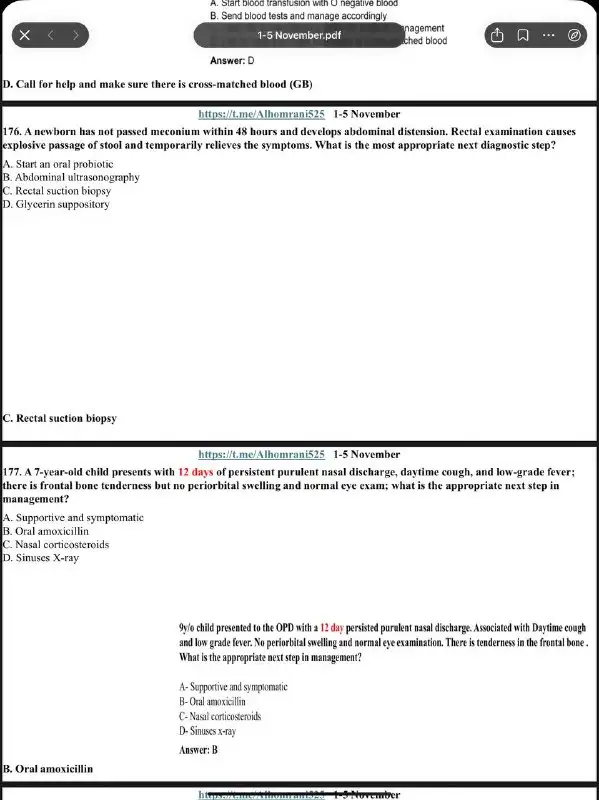 A. Start blood transfusion with O negative blood
B. Send blood tests and manage accordingly
1-5 November.pdf
Answer: D
D. Call for help and make sure there is cross-matched blood (GB)
https://t.me/Alhomrani525 1-5 November
176. A newborn has not passed meconium within 48 hours and develops abdominal distension. Rectal examination causes
explosive passage of stool and temporarily relieves the symptoms. What is the most appropriate next diagnostic step?
A. Start an oral probiotic
B. Abdominal ultrasonography
C. Rectal suction biopsy
D. Glycerin suppository
C. Rectal suction biopsy
https://t.me/Alhomrani525 1-5 November
177. A 7-year-old child presents with 12 days of persistent purulent nasal discharge, daytime cough, and low-grade fever;
there is frontal bone tenderness but no periorbital swelling and normal eye exam; what is the appropriate next step in
management?
A. Supportive and symptomatic
B. Oral amoxicillin
C. Nasal corticosteroids
D. Sinuses X-ray
9y/o child presented to the OPD with a 12 day persisted purulent nasal discharge. Associated with Daytime cough
and low grade fever. No periorbital swelling and normal eye examination. There is tenderness in the frontal bone .
What is the appropriate next step in management?
A- Supportive and symptomatic
B- Oral amoxicillin
C- Nasal corticosteroids
D- Sinuses x-ray
Answer: B
B. Oral amoxicillin
https://t.me/Alhomrani525 1-5 November